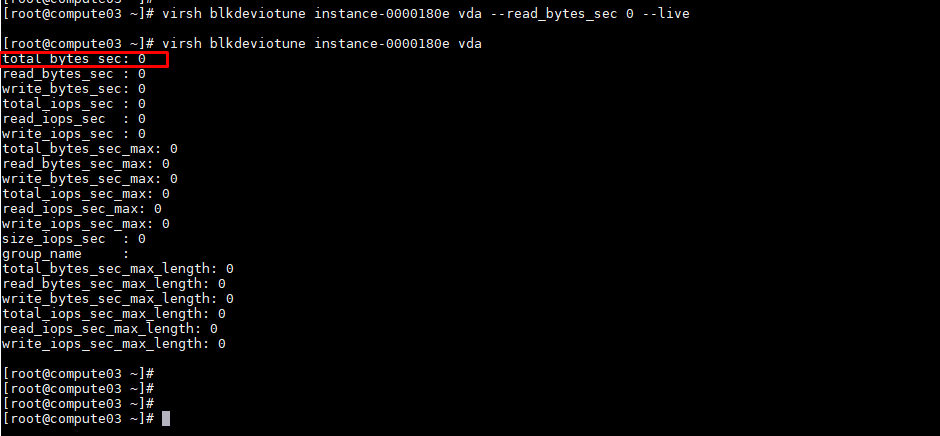 [root@compute03 ~]# virsh blkdeviotune instance-0000180e vda --read_bytes_sec 0 --live
[root@compute03 ~]# virsh blkdeviotune instance-0000180e vda
total_bytes_sec: 0
read_bytes_sec : 0
write_bytes_sec: 0
total_iops_sec : 0
read_iops_sec  : 0
write_iops_sec : 0
total_bytes_sec_max: 0
read_bytes_sec_max: 0
write_bytes_sec_max: 0
total_iops_sec_max: 0
read_iops_sec_max: 0
write_iops_sec_max: 0
size_iops_sec  : 0
group_name     :
total_bytes_sec_max_length: 0
read_bytes_sec_max_length: 0
write_bytes_sec_max_length: 0
total_iops_sec_max_length: 0
read_iops_sec_max_length: 0
write_iops_sec_max_length: 0
[root@compute03 ~]#
[root@compute03 ~]#
[root@compute03 ~]#
[root@compute03 ~]#